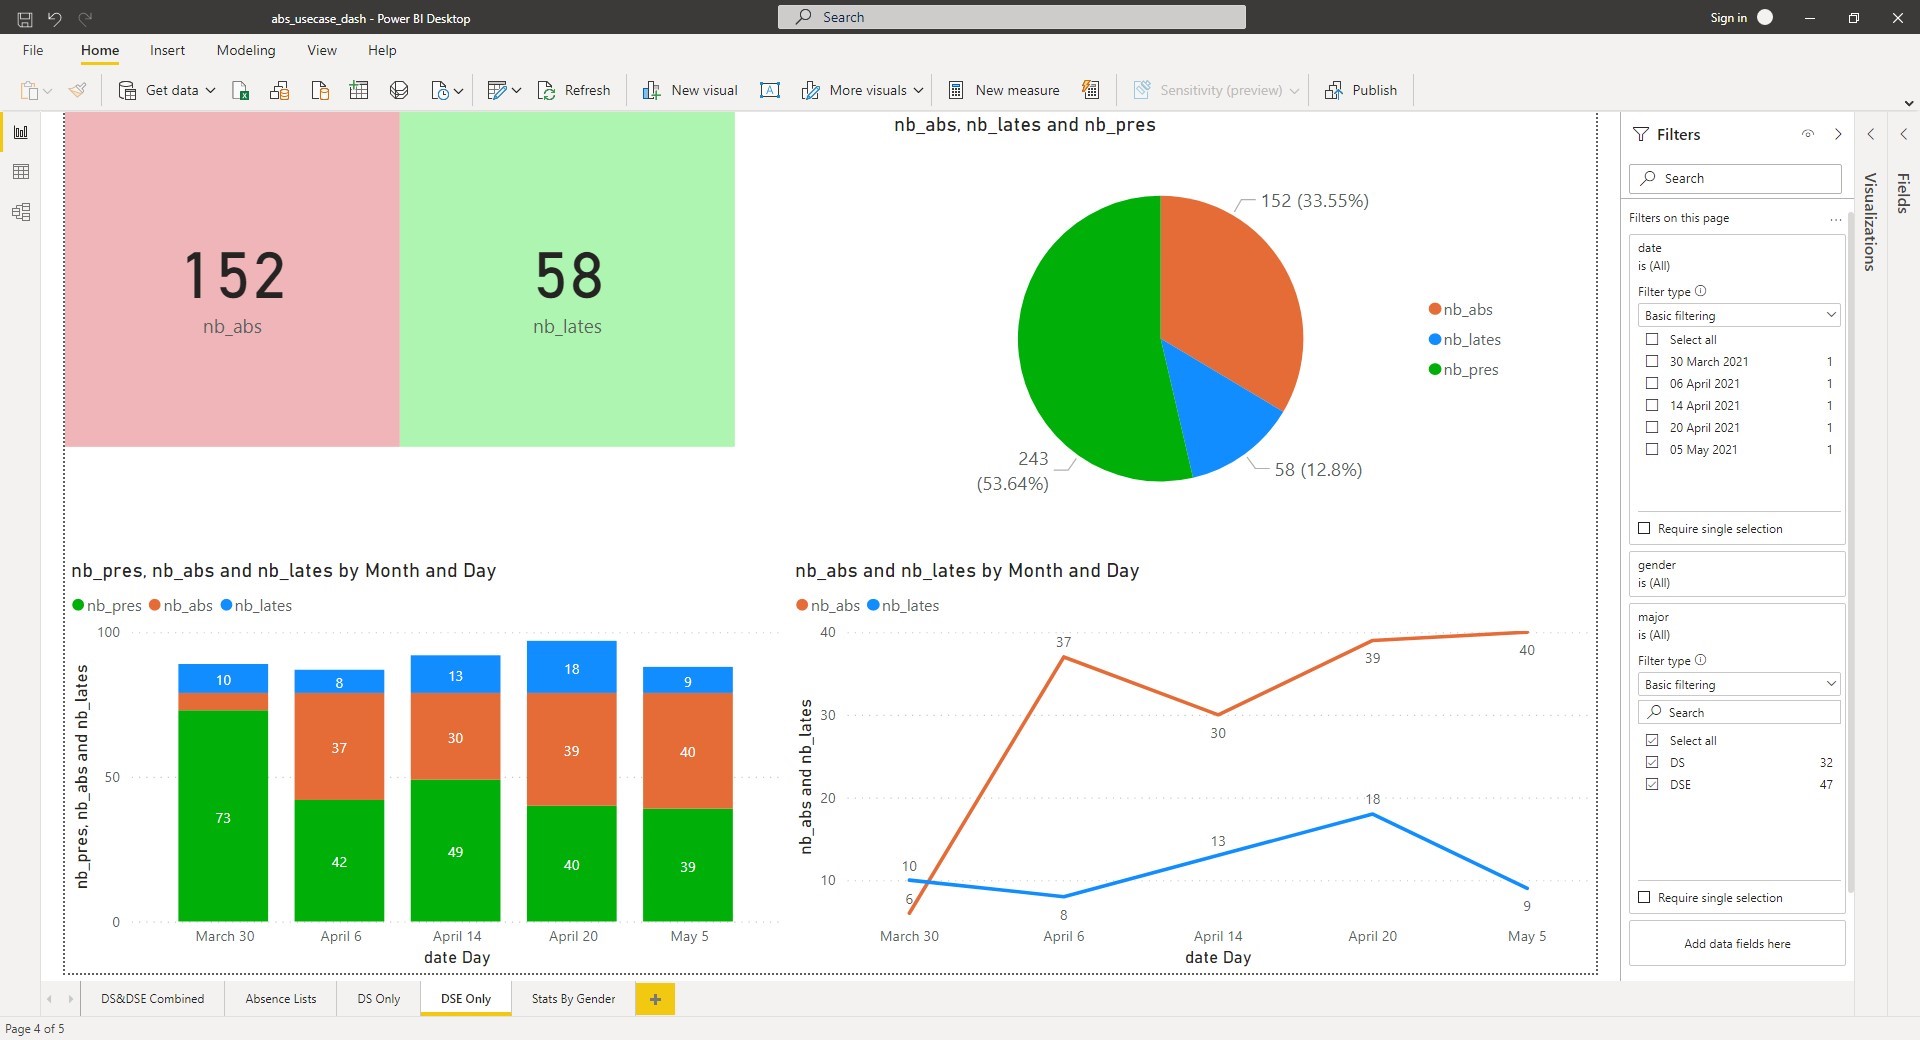 abs_usecase_dash - Power BI Desktop
Search
Sign in
File Home Insert Modeling View Help
Get data
Refresh
New visual
A
More visuals
New measure
Sensitivity (preview)
Publish
152
nb_abs
58
nb_lates
nb_abs, nb_lates and nb_pres
152 (33.55%)
58 (12.8%)
243
(53.64%)
nb_abs
nb_lates
nb_pres
nb_pres, nb_abs and nb_lates by Month and Day
nb_pres nb_abs nb_lates
nb_pres, nb_abs and nb_lates
100
50
0
10 8 13 18 9
37 30 39 40
73 42 49 40 39
March 30 April 6 April 14 April 20 May 5
date Day
nb_abs and nb_lates by Month and Day
nb_abs nb_lates
nb_abs and nb_lates
40
30
20
10
6 37 30 39 40
10 8 13 18 9
March 30 April 6 April 14 April 20 May 5
date Day
Filters
Search
Filters on this page
...
date
is (All)
Filter type
Basic filtering
Select all
30 March 2021 1
06 April 2021 1
14 April 2021 1
20 April 2021 1
05 May 2021 1
Require single selection
gender
is (All)
major
is (All)
Filter type
Basic filtering
Search
Select all
DS 32
DSE 47
Require single selection
Add data fields here
Visualizations
Fields
DS&DSE Combined
Absence Lists
DS Only
DSE Only
Stats By Gender
+
Page 4 of 5